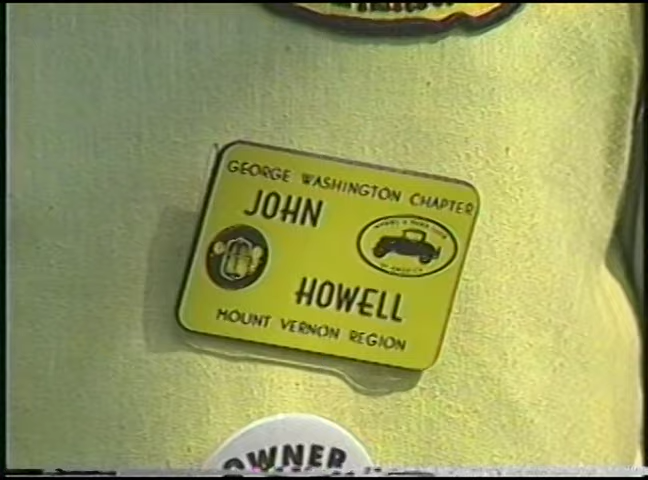 GEORGE WASHINGTON CHAPTER
JOHN
HOWELL
MOUNT VERNON REGION
OWNER